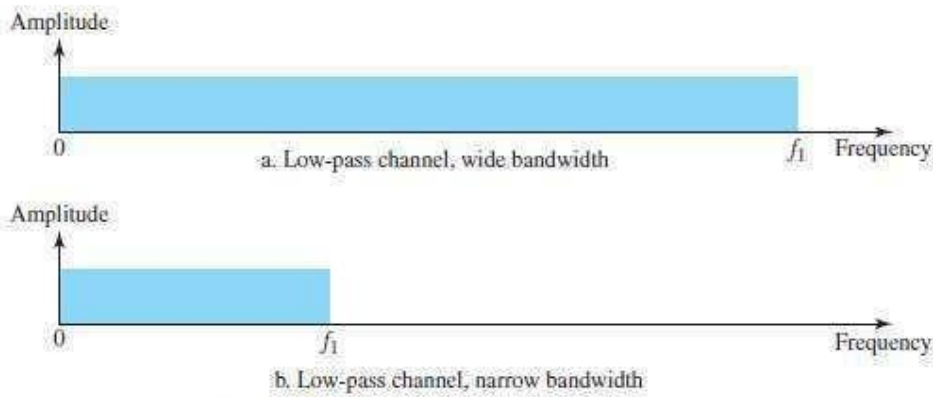 Amplitude
0
f1
Frequency
a. Low-pass channel, wide bandwidth
Amplitude
0
f1
Frequency
b. Low-pass channel, narrow bandwidth